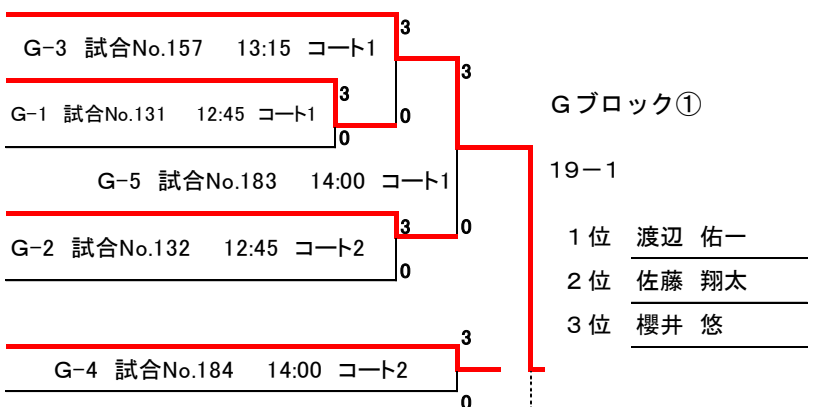 3
G-3 試合No.157 13:15 コート1
3
3
G-1 試合No.131 12:45 コート1
0
0
Gブロック①
G-5 試合No.183 14:00 コート1
19－1
3
0
G-2 試合No.132 12:45 コート2
0
1位 渡辺 佑一
2位 佐藤 翔太
3位 櫻井 悠
3
G-4 試合No.184 14:00 コート2
0